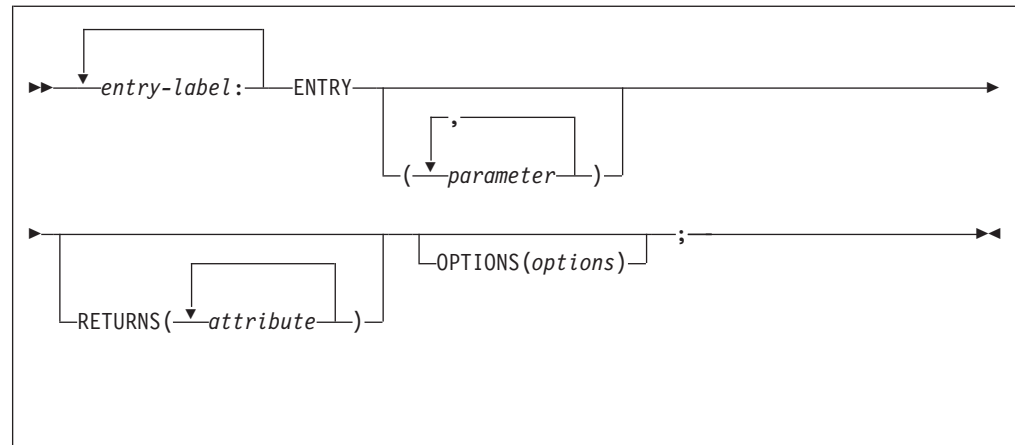 entry-label: ENTRY
,
( parameter )
;
RETURNS( attribute )
OPTIONS(options)